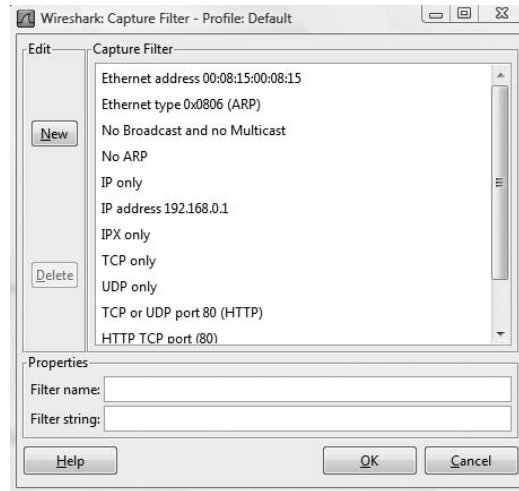 Wireshark: Capture Filter - Profile: Default
Edit
Capture Filter
New
Delete
Ethernet address 00:08:15:00:08:15
Ethernet type 0x0806 (ARP)
No Broadcast and no Multicast
No ARP
IP only
IP address 192.168.0.1
IPX only
TCP only
UDP only
TCP or UDP port 80 (HTTP)
HTTP TCP port (80)
Properties
Filter name:
Filter string:
Help
OK
Cancel